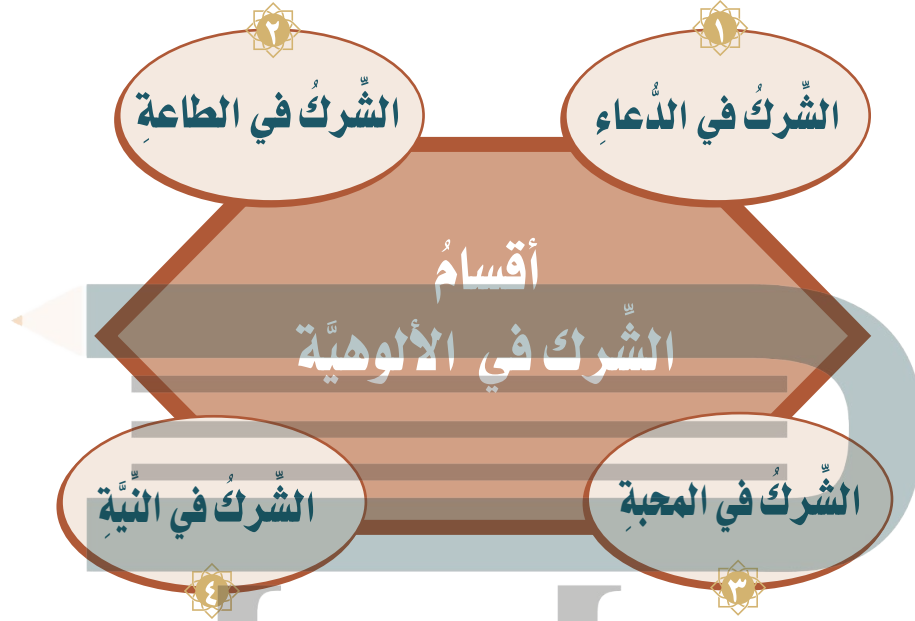 ١
الشِّركُ في الدُّعاءِ
٢
الشِّركُ في الطاعةِ
أقسامُ
الشِّرك في الألوهيَّة
الشِّركُ في المحبةِ
٣
الشِّركُ في النِّيَّةِ
٤